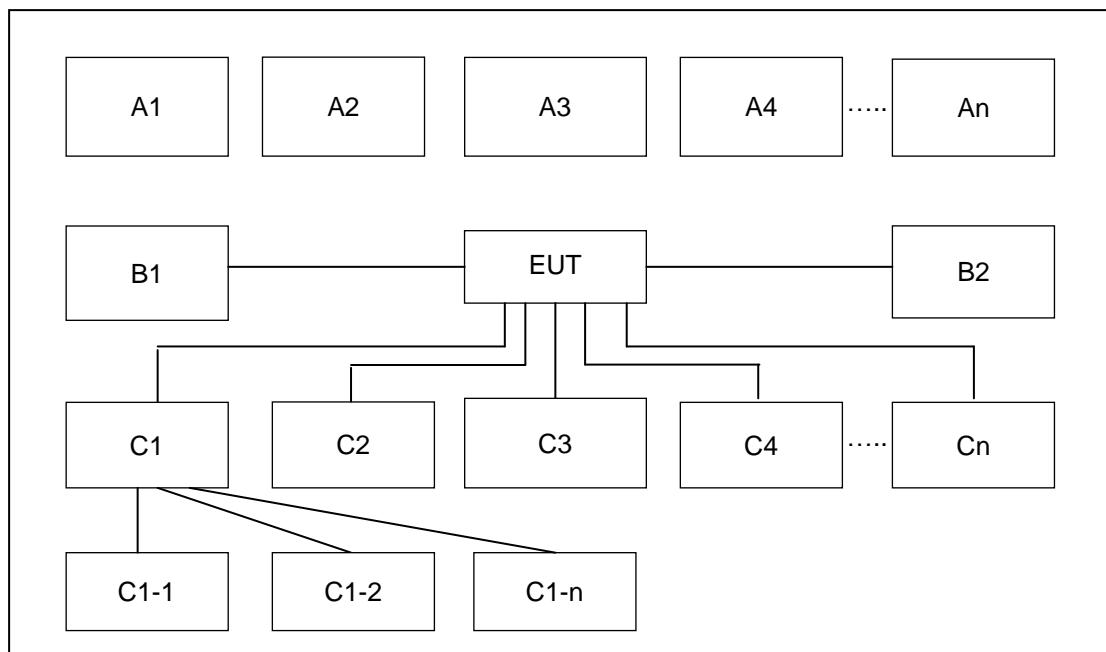 A1 A2 A3 A4 ..... An
B1 EUT B2
C1 C2 C3 C4 ..... Cn
C1-1 C1-2 C1-n